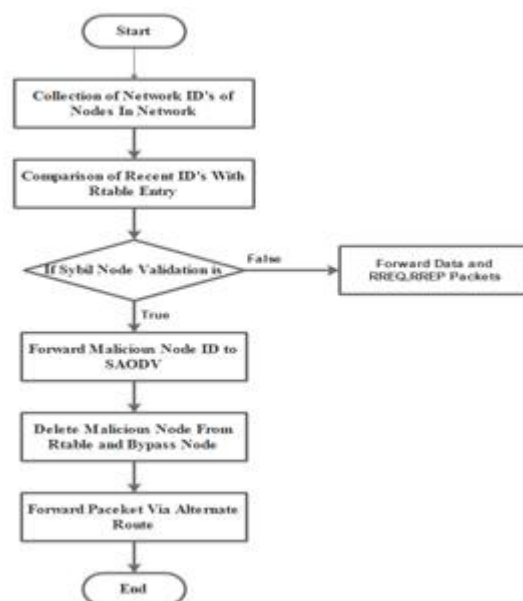 Start
Collection of Network ID's of
Nodes In Network
Comparison of Recent ID's With
Rtable Entry
If Sybil Node Validation is
False
Forward Data and
RREQ,RREP Packets
True
Forward Malicious Node ID to
SAODV
Delete Malicious Node From
Rtable and Bypass Node
Forward Paceket Via Alternate
Route
End